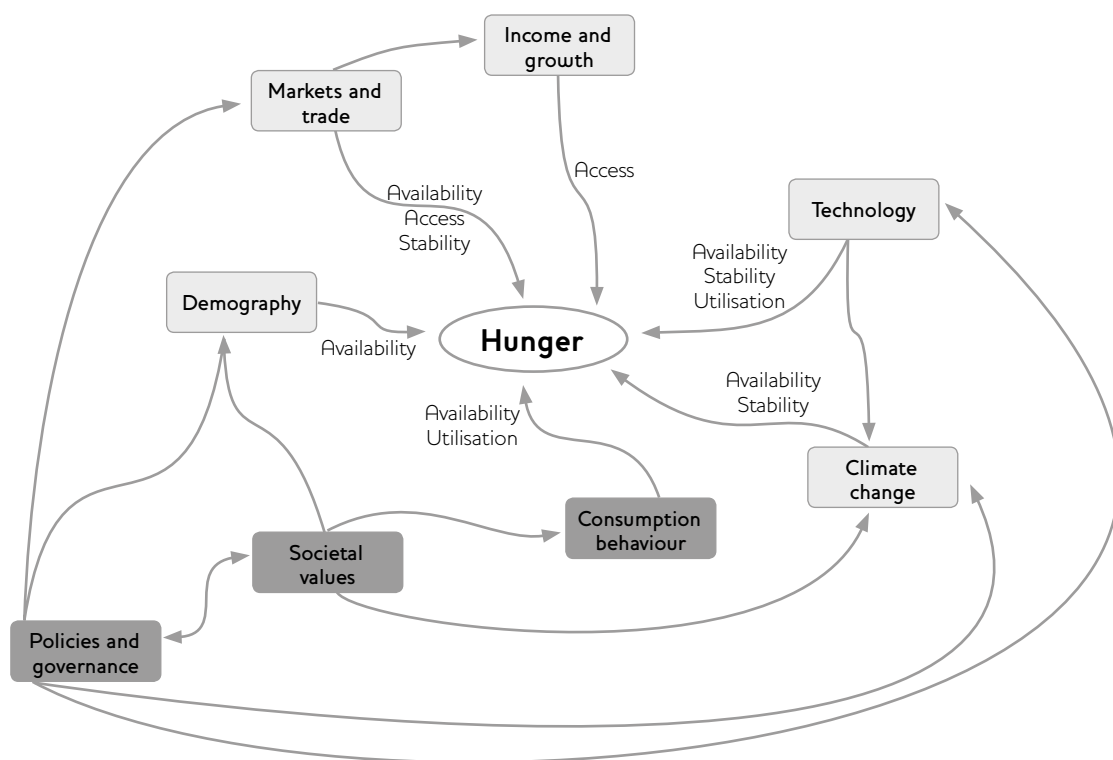 Income and
growth
Markets and
trade
Access
Availability
Access
Stability
Technology
Availability
Stability
Utilisation
Demography
Availability
Hunger
Availability
Stability
Availability
Utilisation
Climate
change
Consumption
behaviour
Societal
values
Policies and
governance